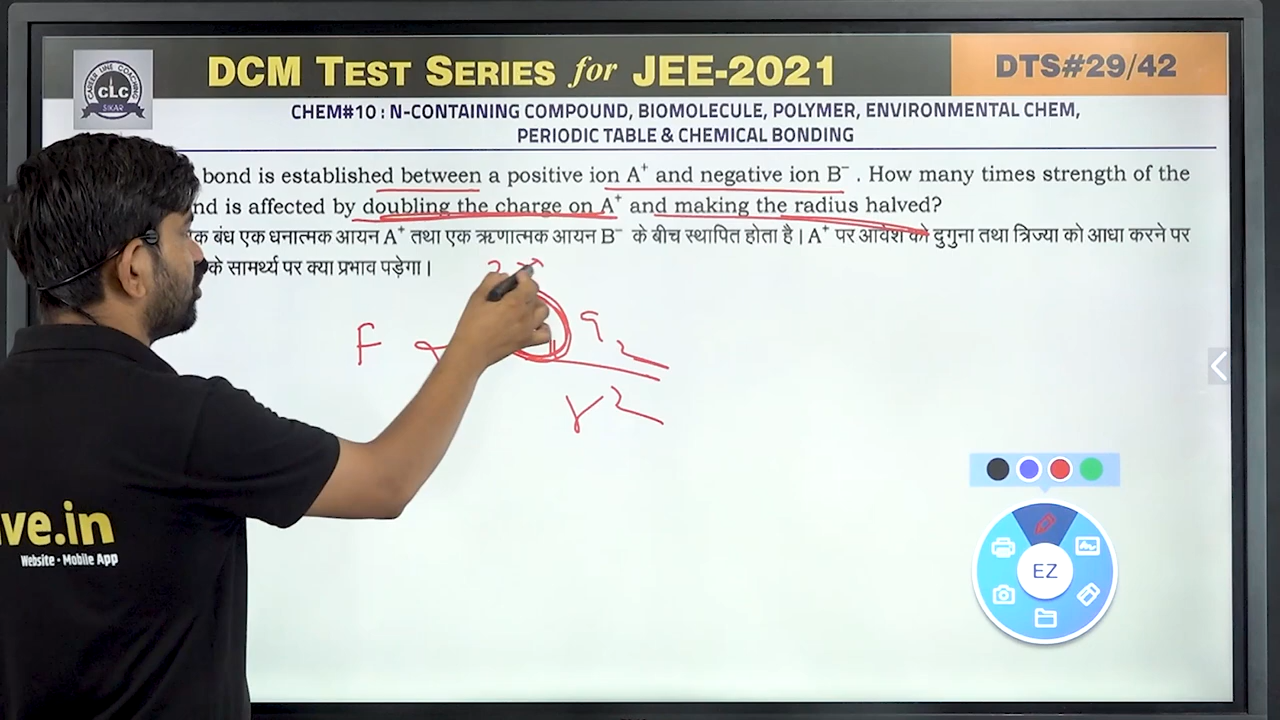 DCM TEST SERIES for JEE-2021
DTS#29/42
CAREER LINE COACHING
CLC
SIKAR
CHEM#10 : N-CONTAINING COMPOUND, BIOMOLECULE, POLYMER, ENVIRONMENTAL CHEM,
PERIODIC TABLE & CHEMICAL BONDING
bond is established between a positive ion A⁺ and negative ion B⁻ . How many times strength of the
nd is affected by doubling the charge on A⁺ and making the radius halved?
क बंध एक धनात्मक आयन A⁺ तथा एक ऋणात्मक आयन B⁻ के बीच स्थापित होता है। A⁺ पर आवेश को दुगुना तथा त्रिज्या को आधा करने पर
के सामर्थ्य पर क्या प्रभाव पड़ेगा।
F q₂
r²
ve.in
Website • Mobile App
EZ